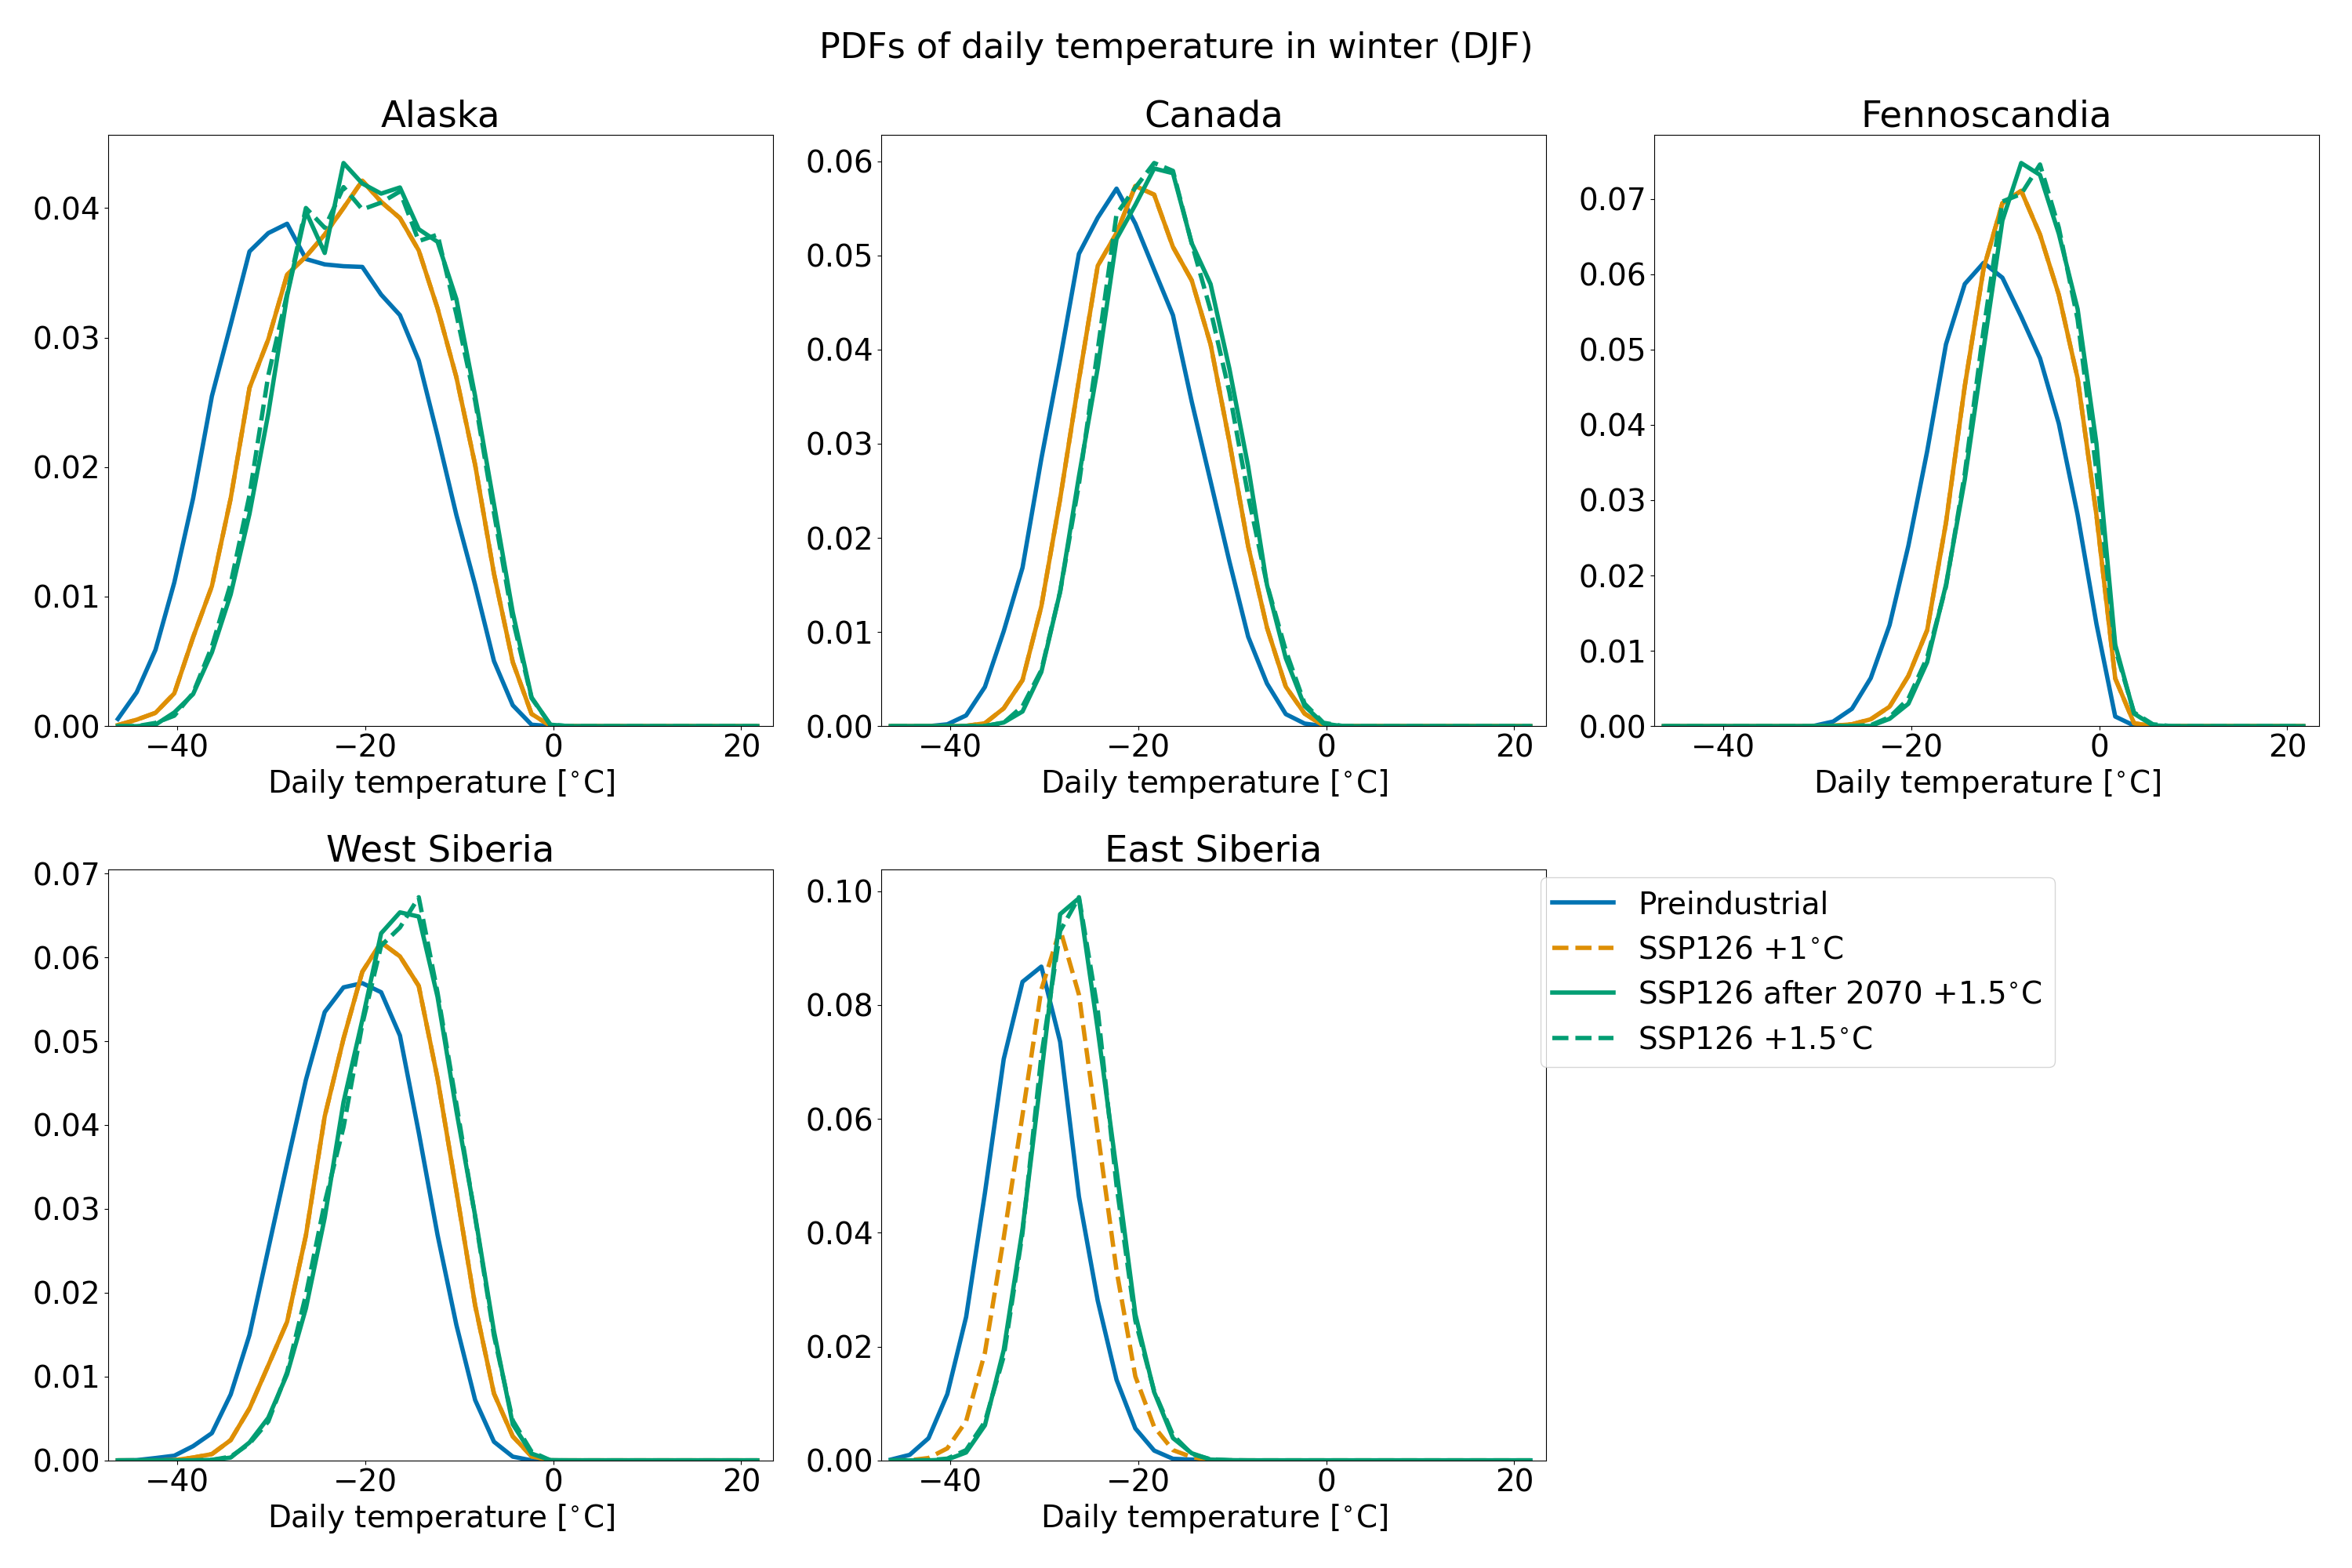 PDFs of daily temperature in winter (DJF)
Alaska
0.04
0.03
0.02
0.01
0.00
−40 −20 0 20
Daily temperature [°C]
Canada
0.06
0.05
0.04
0.03
0.02
0.01
0.00
−40 −20 0 20
Daily temperature [°C]
Fennoscandia
0.07
0.06
0.05
0.04
0.03
0.02
0.01
0.00
−40 −20 0 20
Daily temperature [°C]
West Siberia
0.07
0.06
0.05
0.04
0.03
0.02
0.01
0.00
−40 −20 0 20
Daily temperature [°C]
East Siberia
0.10
0.08
0.06
0.04
0.02
0.00
−40 −20 0 20
Daily temperature [°C]
Preindustrial
SSP126 +1°C
SSP126 after 2070 +1.5°C
SSP126 +1.5°C